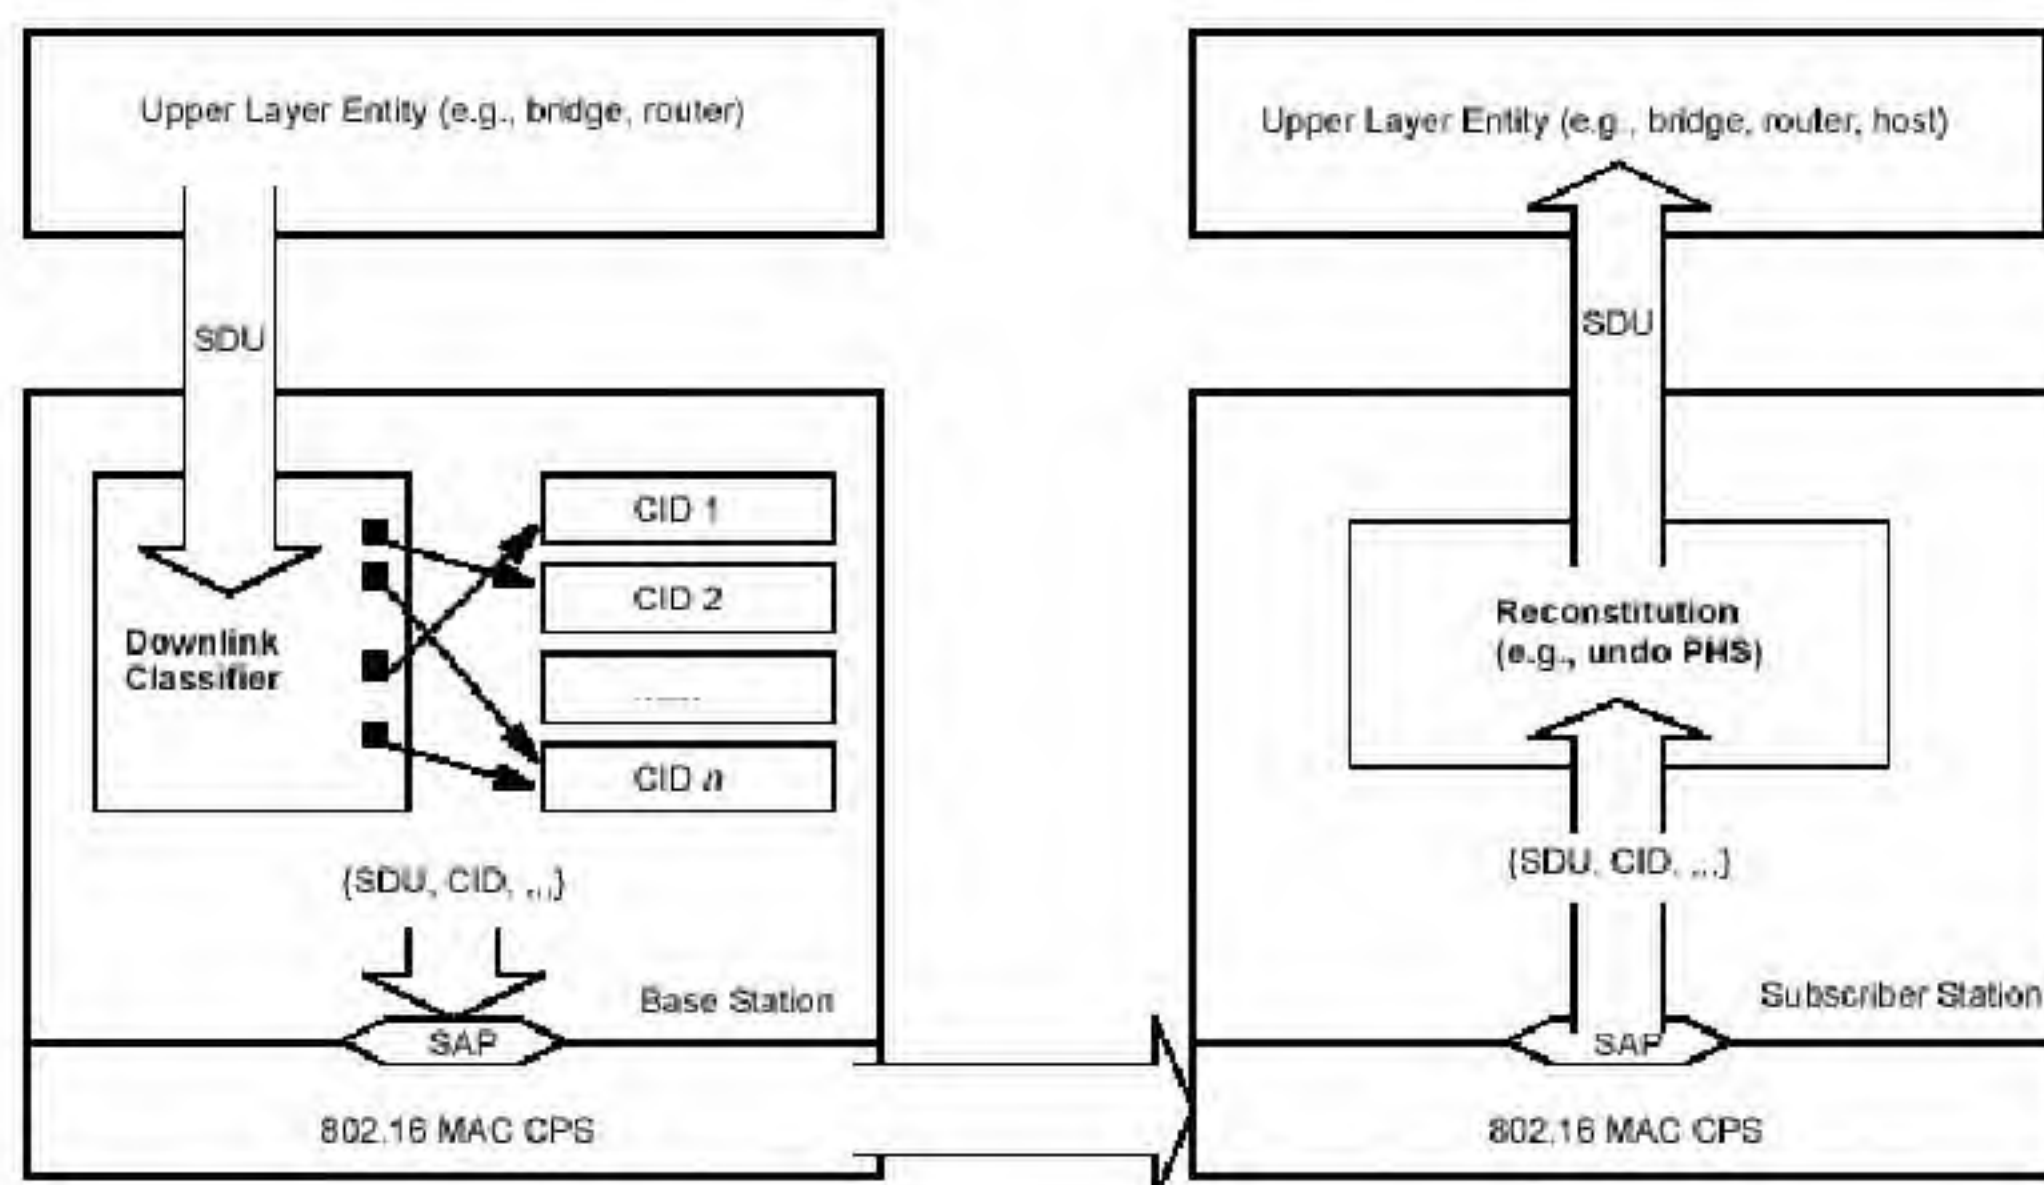 Upper Layer Entity (e.g., bridge, router)
SDU
Downlink
Classifier
CID 1
CID 2
.......
CID n
{SDU, CID, ,,,}
Base Station
SAP
802.16 MAC CPS
Upper Layer Entity (e.g., bridge, router, host)
SDU
Reconstitution
(e.g., undo PHS)
{SDU, CID, ,,,}
Subscriber Station
SAP
802.16 MAC CPS